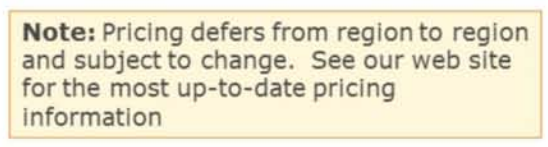 Note: Pricing defers from region to region
and subject to change.  See our web site
for the most up-to-date pricing
information